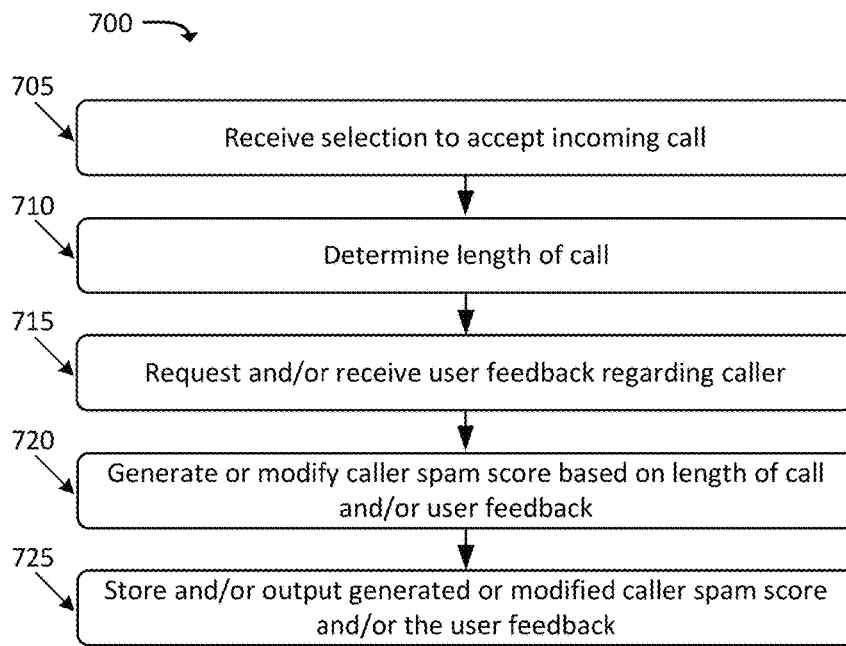 700
705
Receive selection to accept incoming call
710
Determine length of call
715
Request and/or receive user feedback regarding caller
720
Generate or modify caller spam score based on length of call
and/or user feedback
725
Store and/or output generated or modified caller spam score
and/or the user feedback